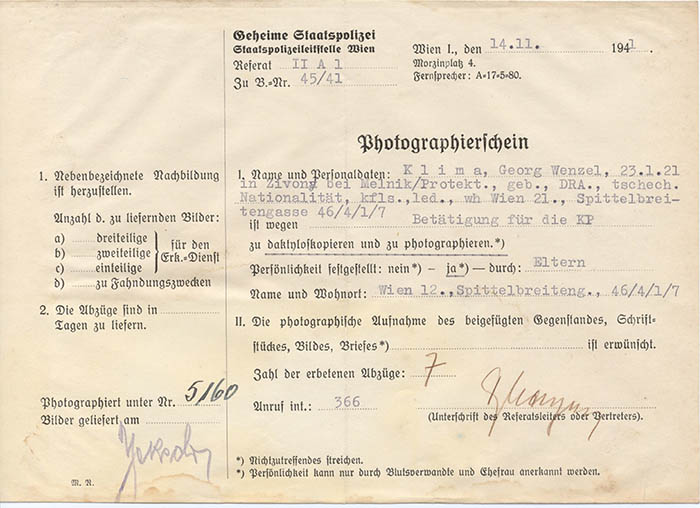 Geheime Staatspolizei
Staatspolizeileitstelle Wien
Referat II A 1
Zu B.=Nr. 45/41
Wien I., den 14.11. 1941.
Morzinplatz 4.
Fernsprecher: A=17=5=80.
Photographierschein
1. Nebenbezeichnete Nachbildung
ist herzustellen.
Anzahl d. zu liefernden Bilder:
a) dreiteilige
b) zweiteilige
c) einteilige
für den
Erk.=Dienst
d) zu Fahndungszwecken
2. Die Abzüge sind in
Tagen zu liefern.
Photographiert unter Nr. 5160
Bilder geliefert am
M. N.
I. Name und Personaldaten: K l i m a, Georg Wenzel, 23.1.21
in Zivony bei Melnik/Protekt., geb., DRA., tschech.
Nationalität, kfls.,led., wh Wien 21., Spittelbrei-
tengasse 46/4/1/7
ist wegen Betätigung für die KP
zu daktyloskopieren und zu photographieren.*)
Persönlichkeit festgestellt: nein*) – ja*) — durch: Eltern
Name und Wohnort: Wien 12.,Spittelbreiteng., 46/4/1/7
II. Die photographische Aufnahme des beigefügten Gegenstandes, Schrift=
stückes, Bildes, Briefes*) ist erwünscht.
Zahl der erbetenen Abzüge: 7
Anruf int.: 366
(Unterschrift des Referatsleiters oder Vertreters).
*) Nichtzutreffendes streichen.
*) Persönlichkeit kann nur durch Blutsverwandte und Ehefrau anerkannt werden.